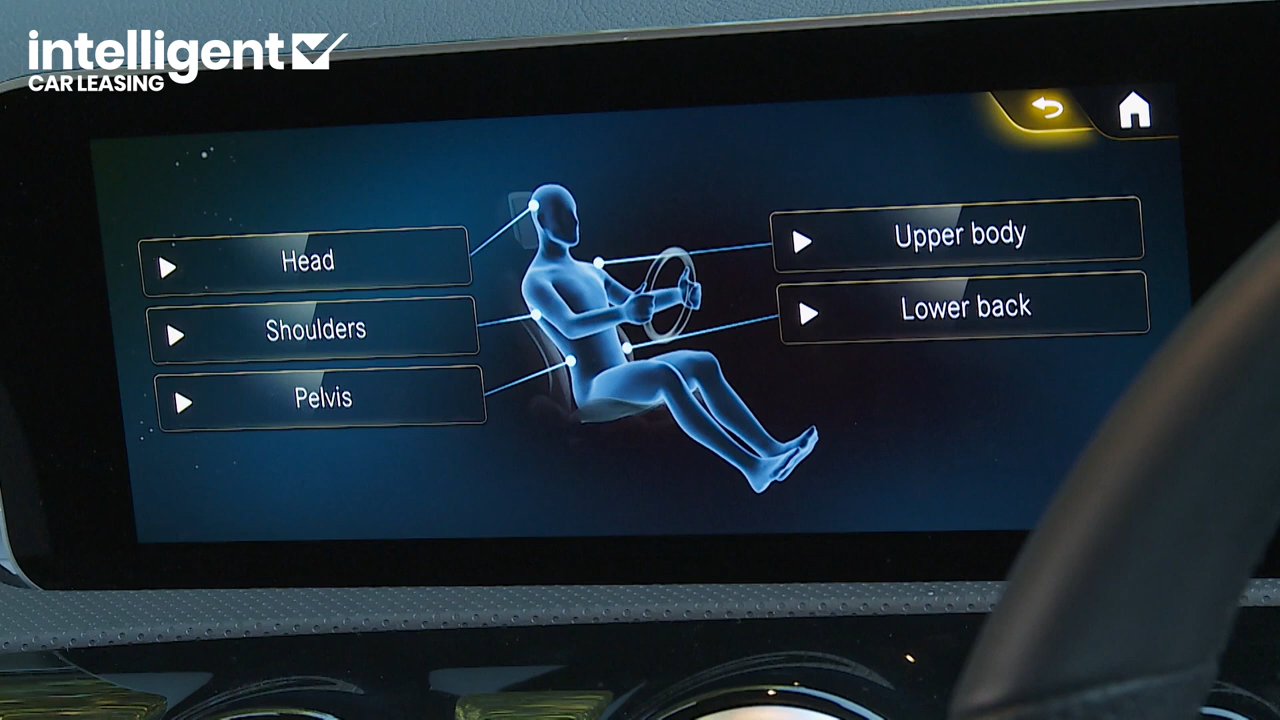 intelligent
CAR LEASING
Head
Shoulders
Pelvis
Upper body
Lower back